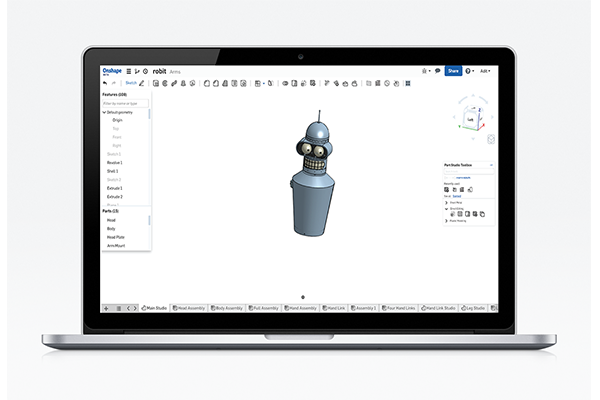 Onshape
robit Arms
Share
Sketch
Features (108)
Filter by name or type
Default geometry
Origin
Top
Front
Right
Sketch 1
Revolve 1
Shell 1
Sketch 2
Extrude 1
Extrude 2
Parts (13)
Head
Body
Head Plate
Arm Mount
Left
Part Studio Toolbox
Main Studio
Head Assembly
Body Assembly
Full Assembly
Hand Assembly
Hand Link
Assembly 1
Four Hand Links
Hand Link Studio
Leg Studio